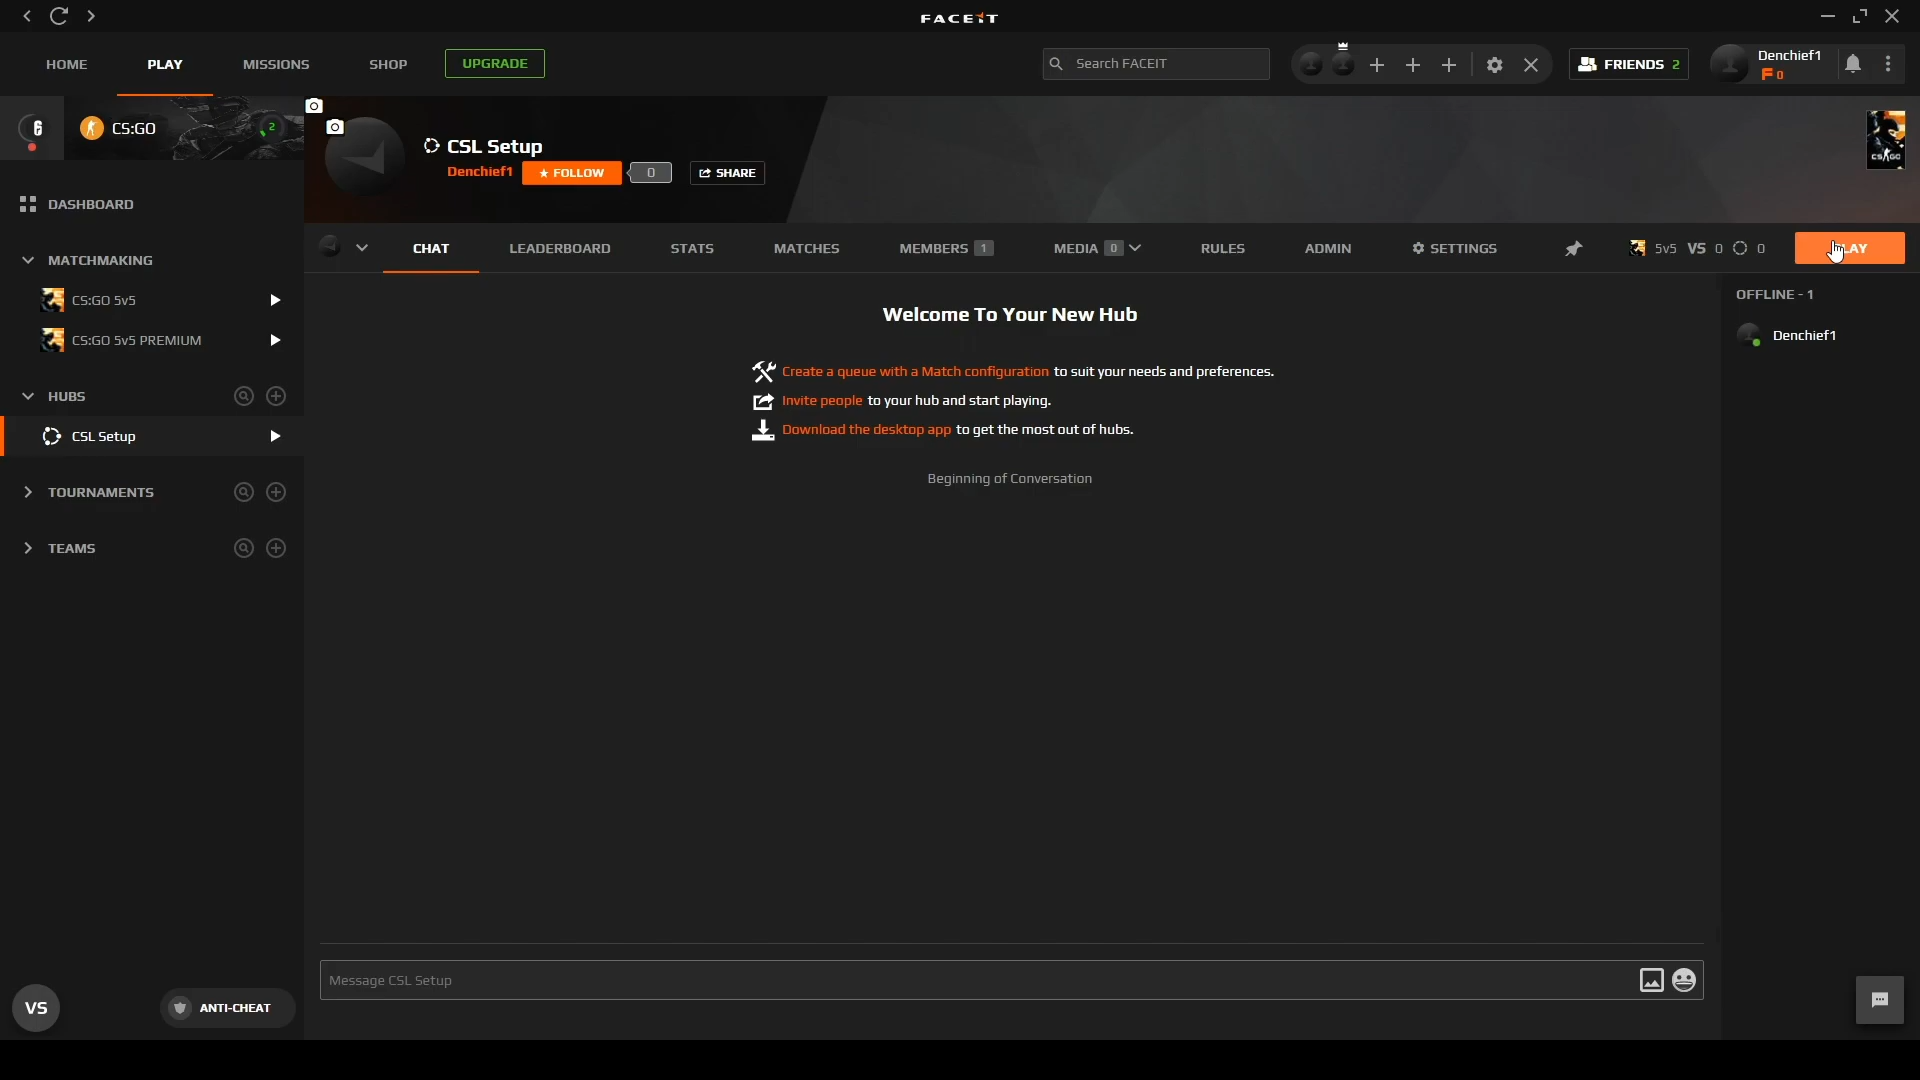 FACEIT
HOME PLAY MISSIONS SHOP UPGRADE
Search FACEIT
FRIENDS 2
Denchief1
0
6 CS:GO 2
CSL Setup
Denchief1 FOLLOW 0 SHARE
CS GO
DASHBOARD
MATCHMAKING
CS:GO 5v5
CS:GO 5v5 PREMIUM
HUBS
CSL Setup
TOURNAMENTS
TEAMS
CHAT LEADERBOARD STATS MATCHES MEMBERS 1 MEDIA 0 RULES ADMIN SETTINGS 5v5 VS 0 0
Welcome To Your New Hub
Create a queue with a Match configuration to suit your needs and preferences.
Invite people to your hub and start playing.
Download the desktop app to get the most out of hubs.
Beginning of Conversation
OFFLINE - 1
Denchief1
Message CSL Setup
VS ANTI-CHEAT